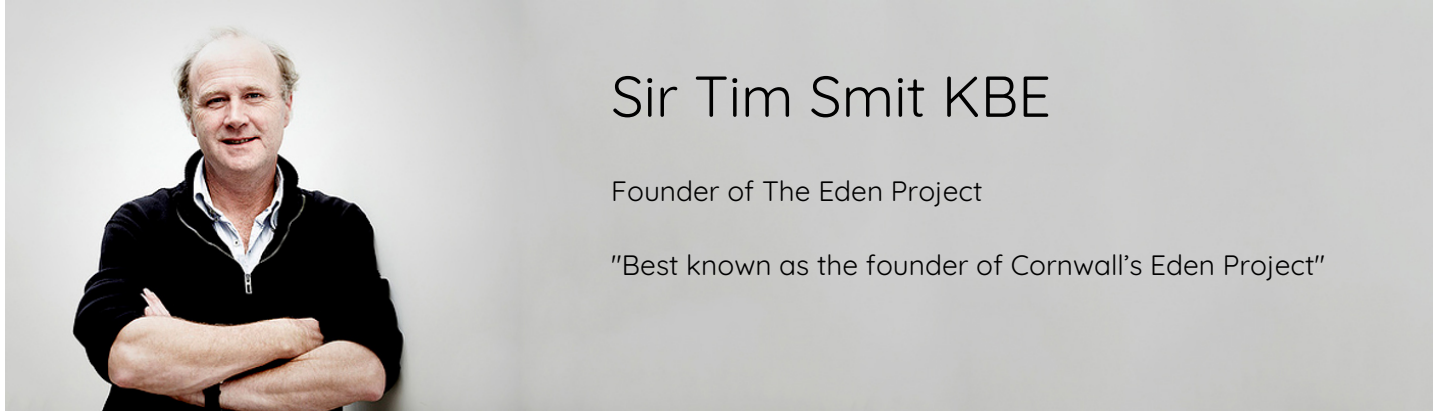 Sir Tim Smit KBE
Founder of The Eden Project
"Best known as the founder of Cornwall’s Eden Project"